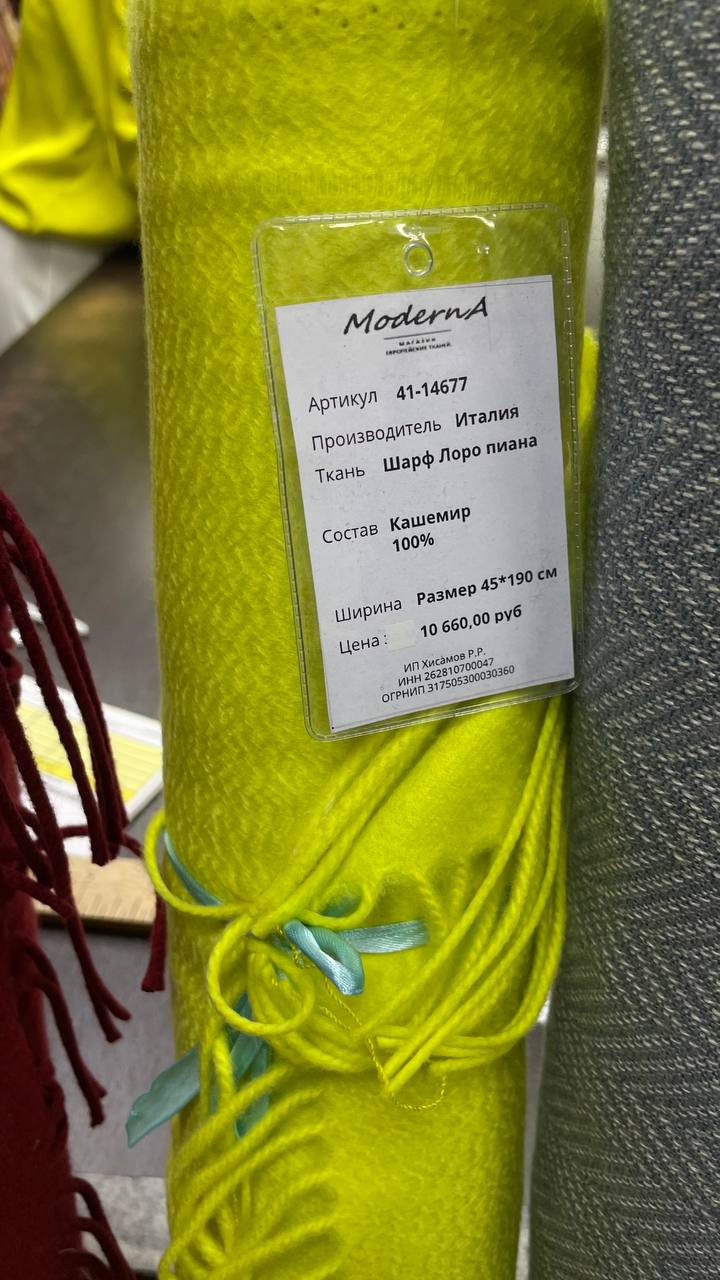 ModernA
МАГАЗИН
ЕВРОПЕЙСКИХ ТКАНЕЙ.
Артикул 41-14677
Производитель Италия
Ткань Шарф Лоро пиана
Состав Кашемир
100%
Ширина Размер 45*190 см
Цена : 10 660,00 руб
ИП Хисамов Р.Р.
ИНН 262810700047
ОГРНИП 317505300030360